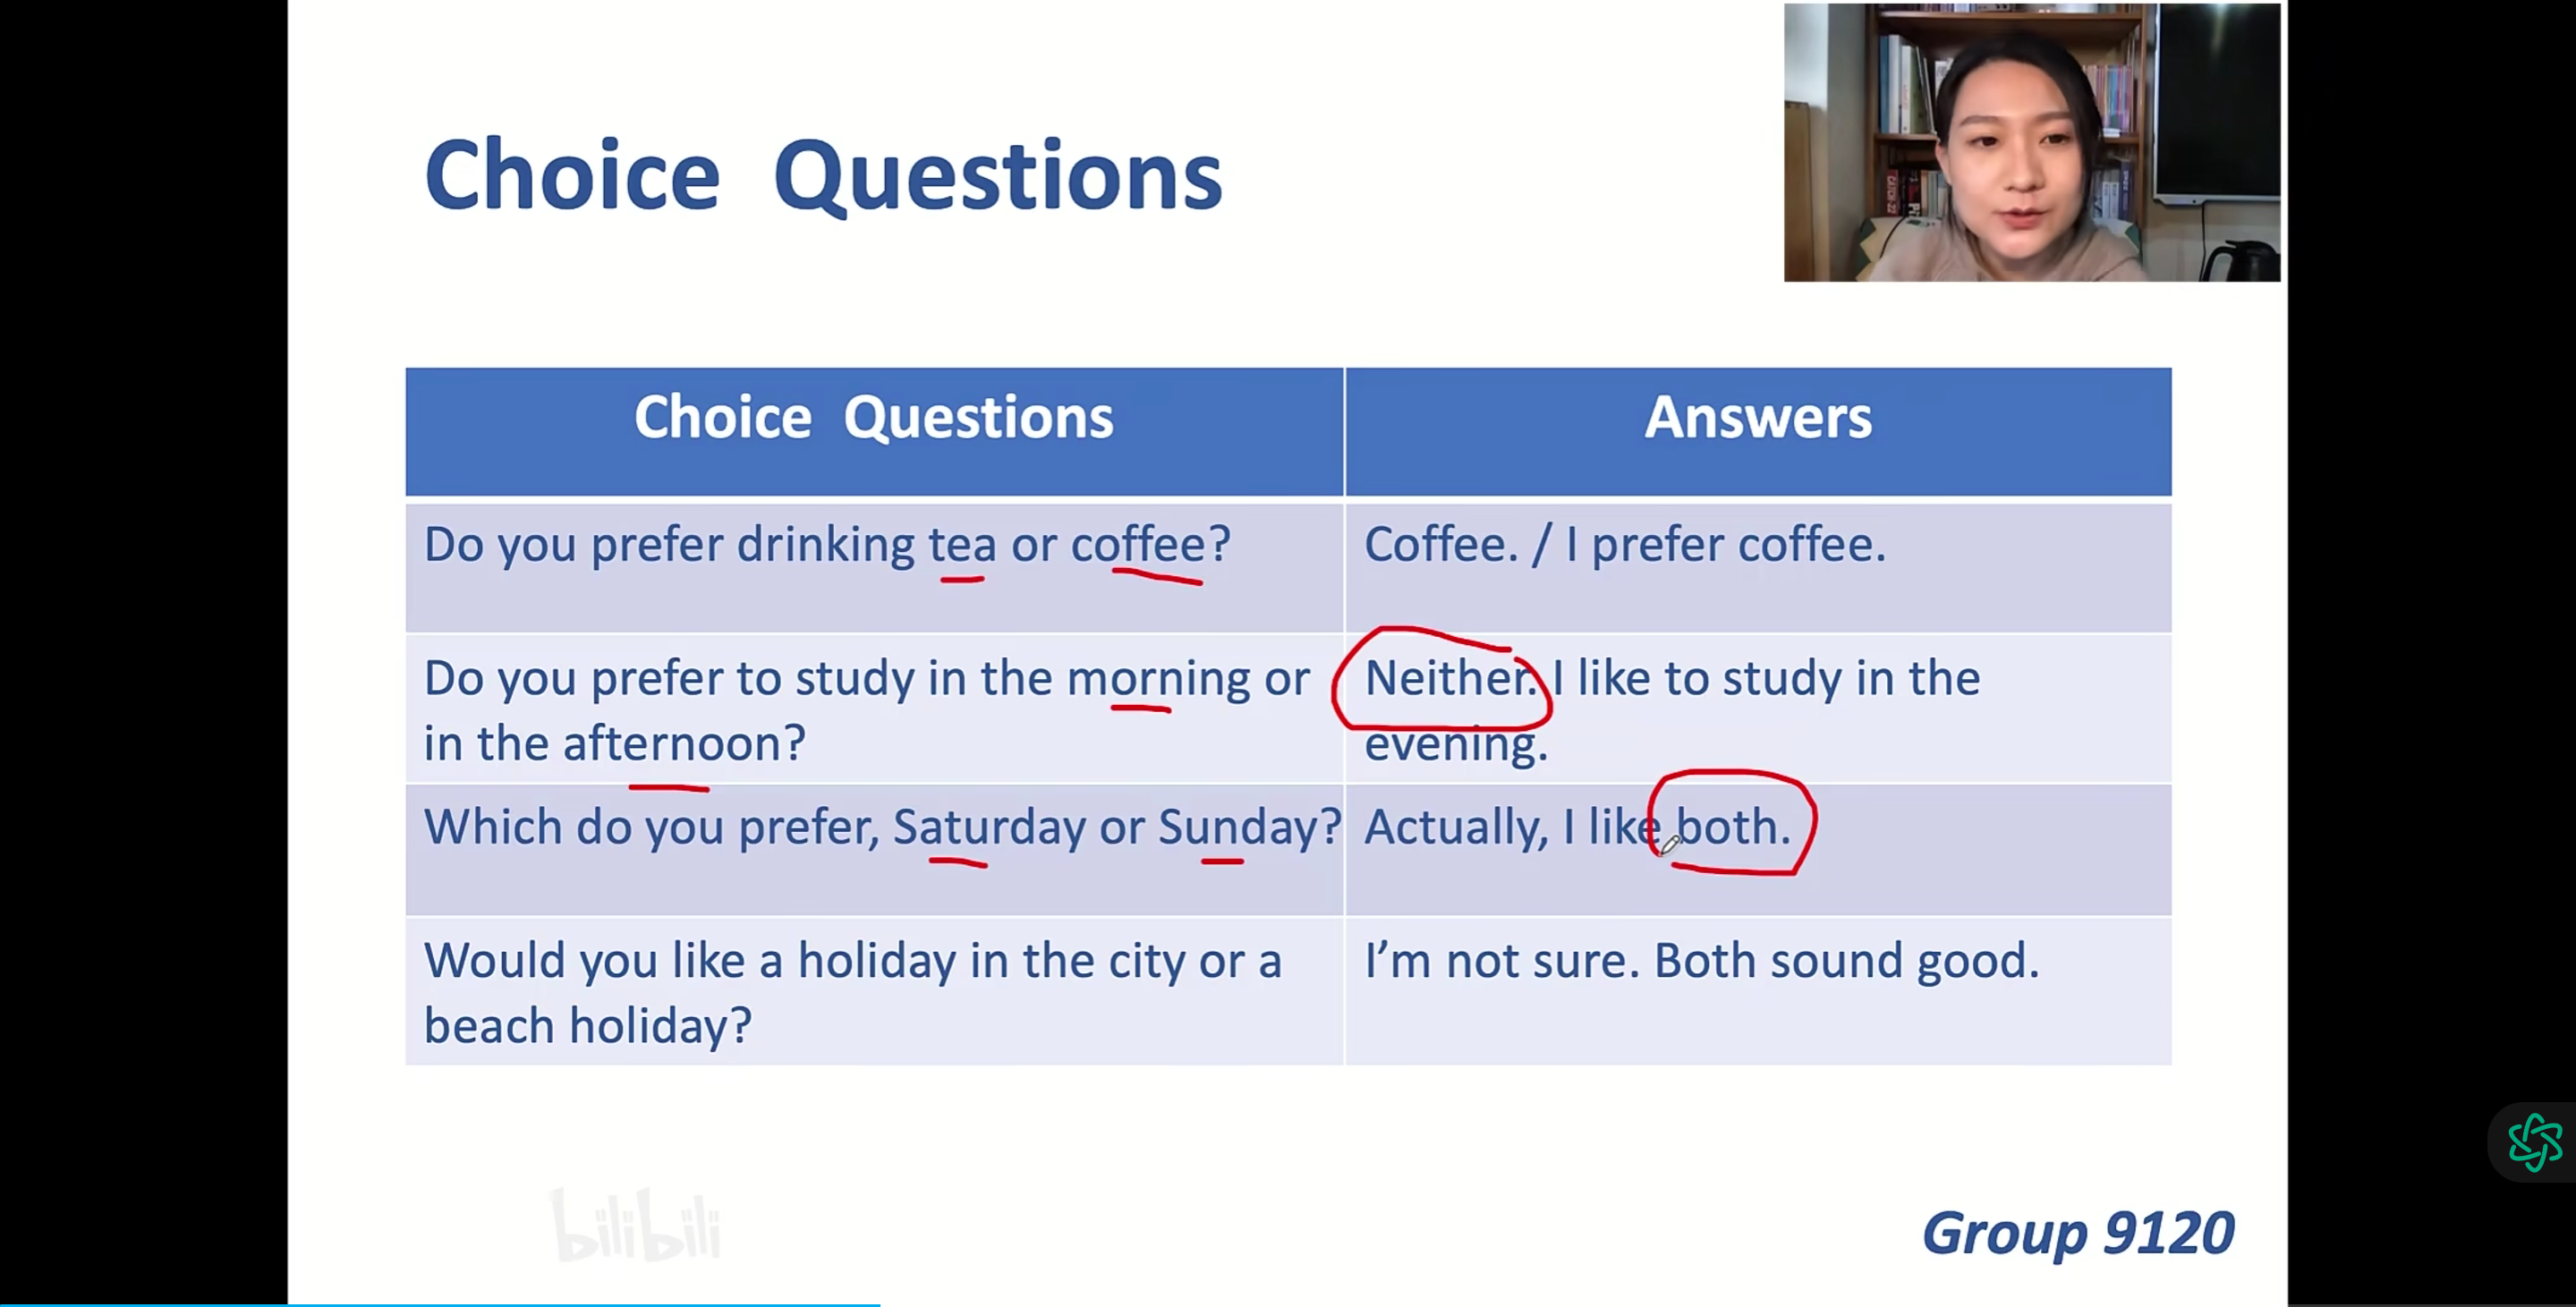 Choice Questions
Choice Questions
Answers
Do you prefer drinking tea or coffee?
Coffee. / I prefer coffee.
Do you prefer to study in the morning or
in the afternoon?
Neither. I like to study in the
evening.
Which do you prefer, Saturday or Sunday?
Actually, I like both.
Would you like a holiday in the city or a
beach holiday?
I'm not sure. Both sound good.
bilibili
Group 9120